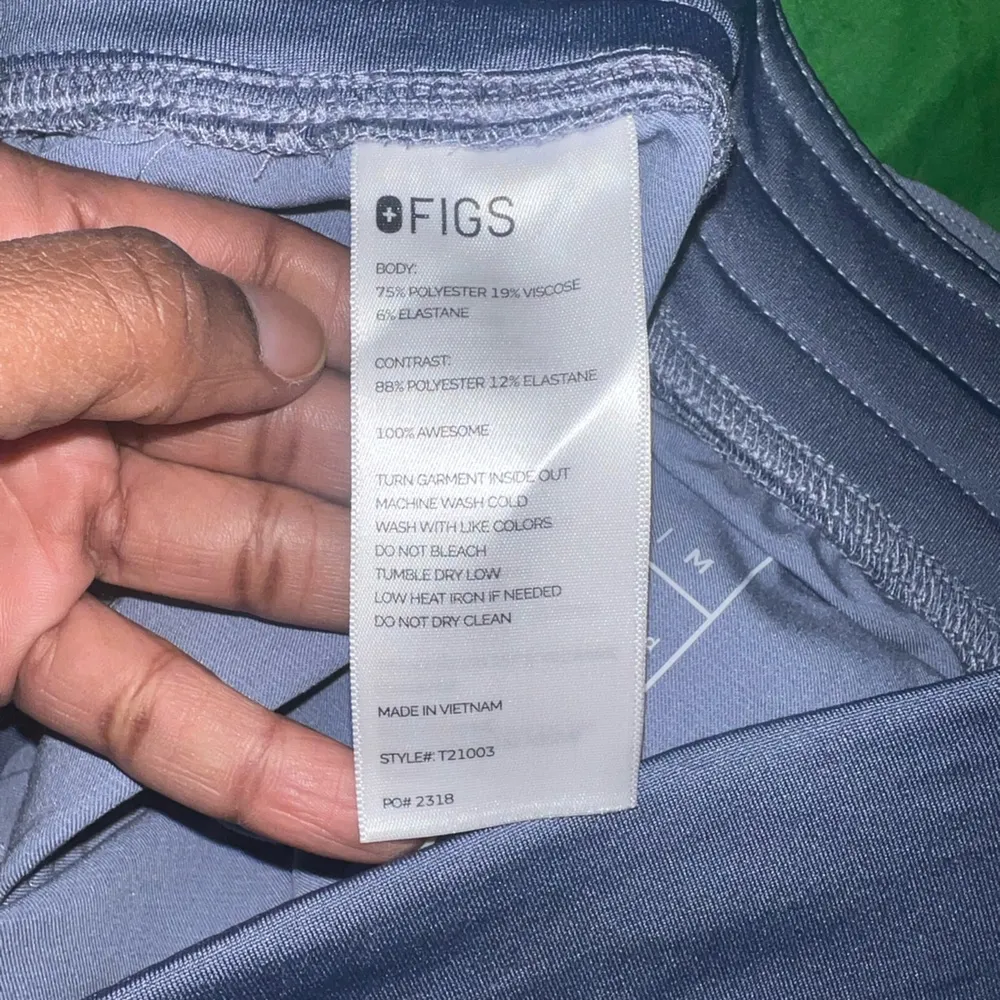 FIGS
BODY:
75% POLYESTER 19% VISCOSE
6% ELASTANE
CONTRAST:
88% POLYESTER 12% ELASTANE
100% AWESOME
TURN GARMENT INSIDE OUT
MACHINE WASH COLD
WASH WITH LIKE COLORS
DO NOT BLEACH
TUMBLE DRY LOW
LOW HEAT IRON IF NEEDED
DO NOT DRY CLEAN
MADE IN VIETNAM
STYLE#: T21003
PO# 2318
M